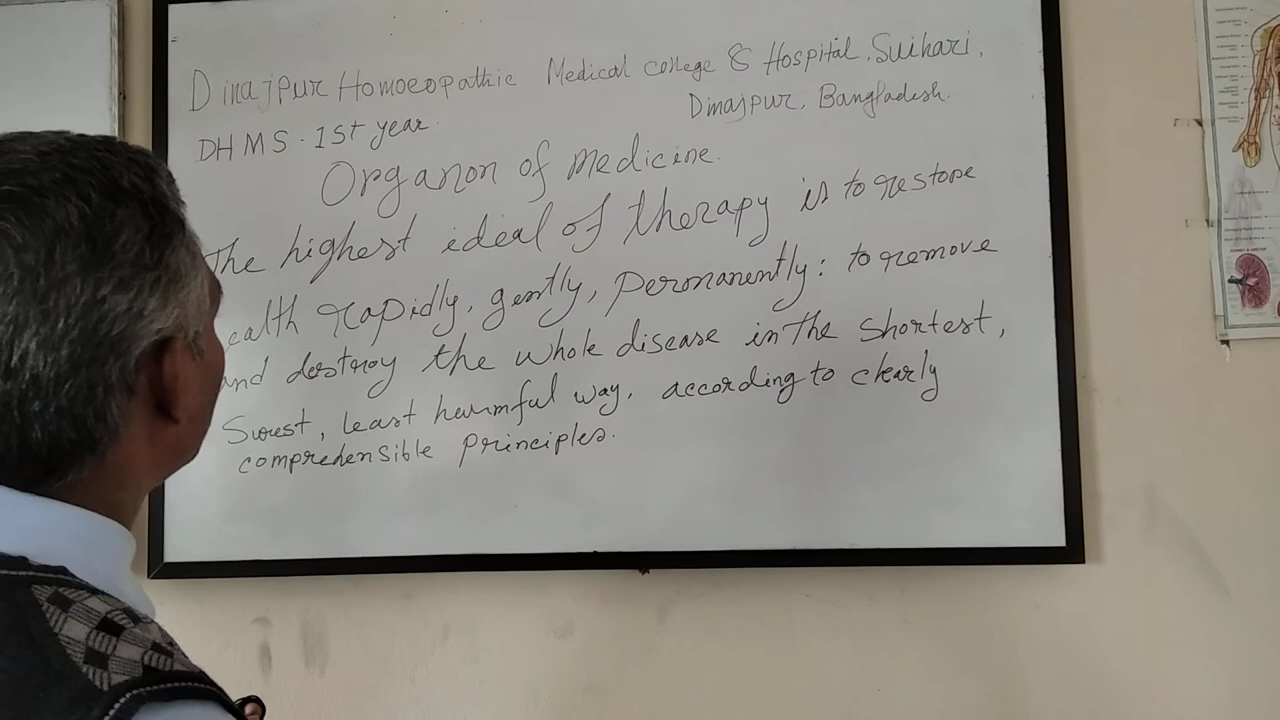 Dinajpur Homoeopathic Medical college & Hospital, Suihari,
Dinajpur, Bangladesh.
DHMS. 1st year.
Organon of medicine.
The highest ideal of therapy is to restore
ealth rapidly, gently, permanently: to remove
and destroy the whole disease in the shortest,
Surest, least harmful way, according to clearly
compredensible principles.